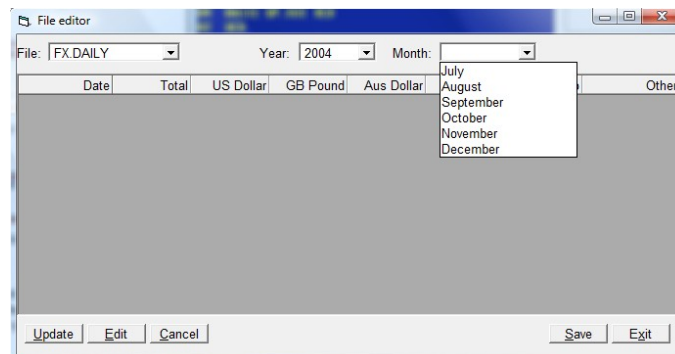 File editor
File: FX.DAILY Year: 2004 Month:
Date Total US Dollar GB Pound Aus Dollar Other
July
August
September
October
November
December
Update Edit Cancel Save Exit